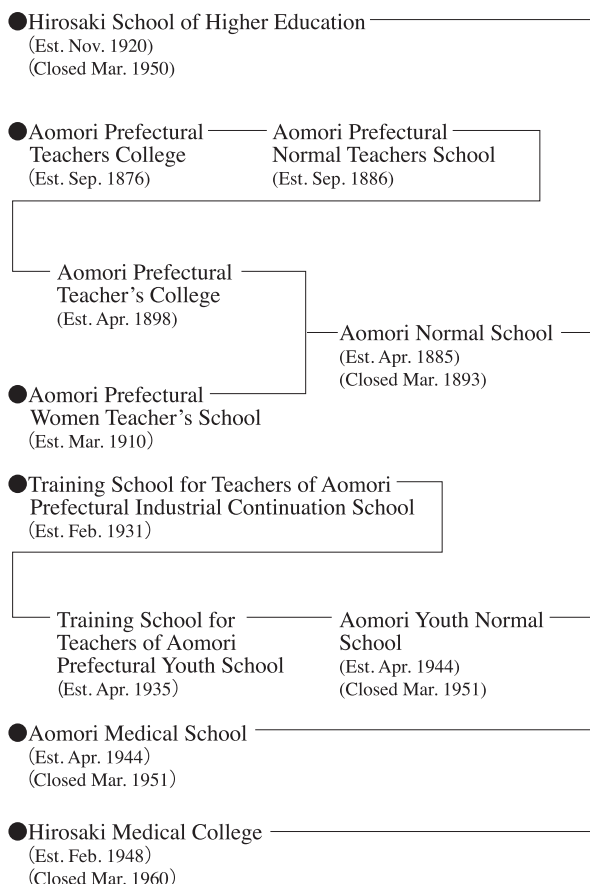 ●Hirosaki School of Higher Education
(Est. Nov. 1920)
(Closed Mar. 1950)
●Aomori Prefectural
Teachers College
(Est. Sep. 1876)
Aomori Prefectural
Normal Teachers School
(Est. Sep. 1886)
Aomori Prefectural
Teacher’s College
(Est. Apr. 1898)
Aomori Normal School
(Est. Apr. 1885)
(Closed Mar. 1893)
●Aomori Prefectural
Women Teacher’s School
(Est. Mar. 1910)
●Training School for Teachers of Aomori
Prefectural Industrial Continuation School
(Est. Feb. 1931)
Training School for
Teachers of Aomori
Prefectural Youth School
(Est. Apr. 1935)
Aomori Youth Normal
School
(Est. Apr. 1944)
(Closed Mar. 1951)
●Aomori Medical School
(Est. Apr. 1944)
(Closed Mar. 1951)
●Hirosaki Medical College
(Est. Feb. 1948)
(Closed Mar. 1960)